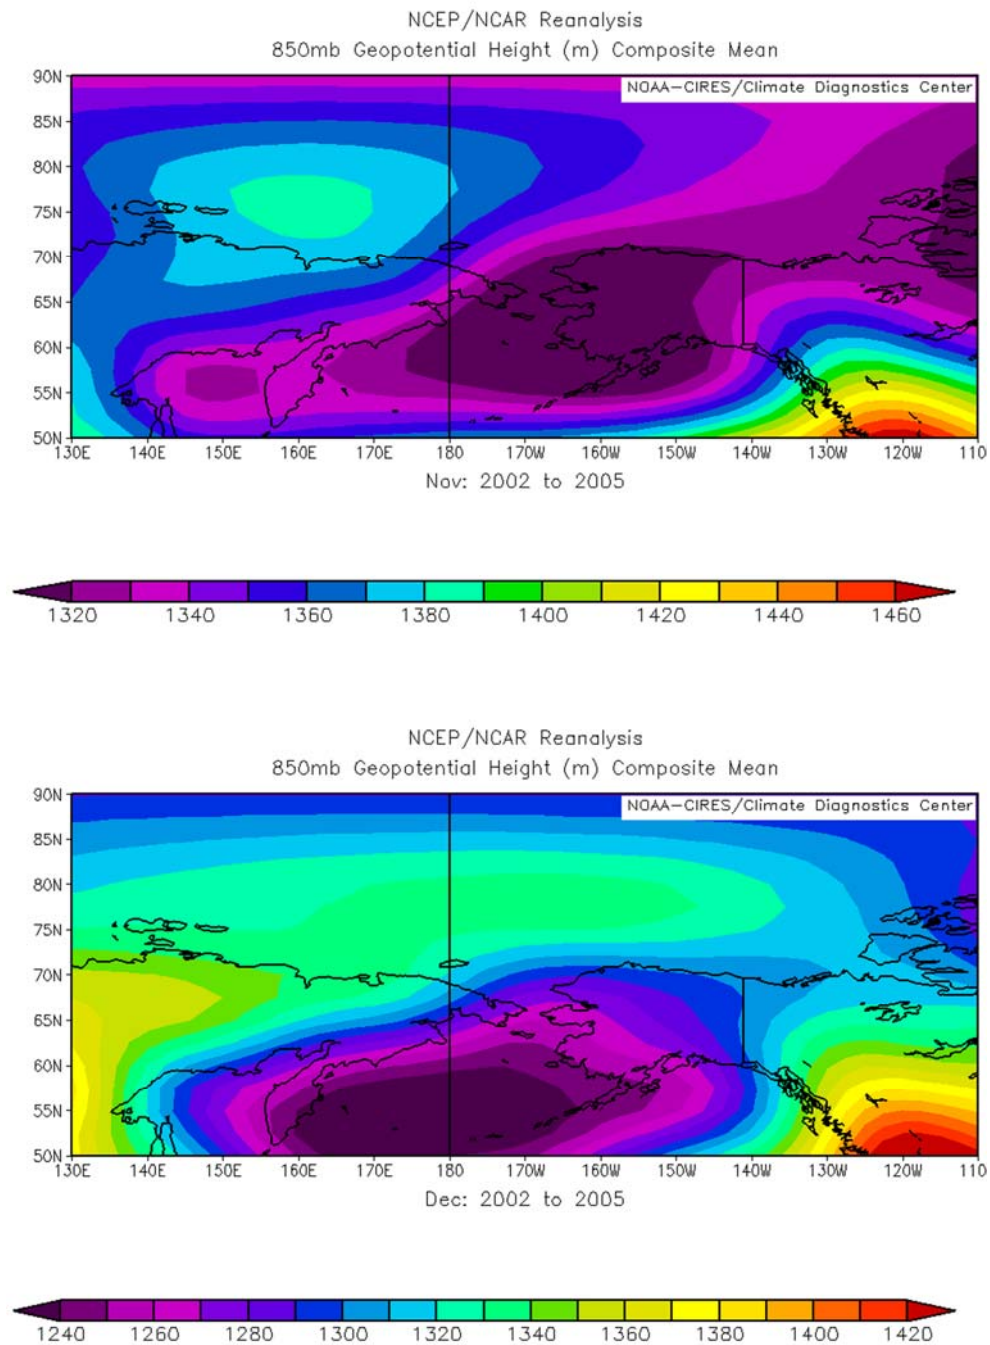 NCEP/NCAR Reanalysis
850mb Geopotential Height (m) Composite Mean
NOAA-CIRES/Climate Diagnostics Center
90N
85N
80N
75N
70N
65N
60N
55N
50N
130E 140E 150E 160E 170E 180 170W 160W 150W 140W 130W 120W 110
Nov: 2002 to 2005
1320 1340 1360 1380 1400 1420 1440 1460
NCEP/NCAR Reanalysis
850mb Geopotential Height (m) Composite Mean
NOAA-CIRES/Climate Diagnostics Center
90N
85N
80N
75N
70N
65N
60N
55N
50N
130E 140E 150E 160E 170E 180 170W 160W 150W 140W 130W 120W 110
Dec: 2002 to 2005
1240 1260 1280 1300 1320 1340 1360 1380 1400 1420